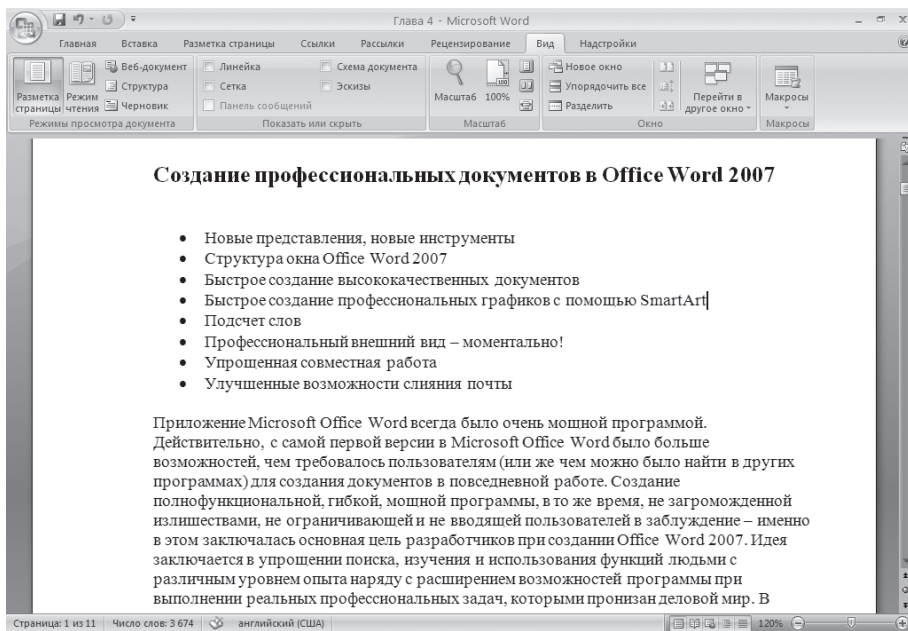 Глава 4 - Microsoft Word
Главная Вставка Разметка страницы Ссылки Рассылки Рецензирование Вид Надстройки
Разметка страницы
Режим чтения
Веб-документ
Структура
Черновик
Режимы просмотра документа
Линейка
Сетка
Панель сообщений
Схема документа
Эскизы
Показать или скрыть
Масштаб
100%
Масштаб
Новое окно
Упорядочить все
Разделить
Перейти в другое окно
Окно
Макросы
Макросы
Создание профессиональных документов в Office Word 2007
• Новые представления, новые инструменты
• Структура окна Office Word 2007
• Быстрое создание высококачественных документов
• Быстрое создание профессиональных графиков с помощью SmartArt
• Подсчет слов
• Профессиональный внешний вид – моментально!
• Упрощенная совместная работа
• Улучшенные возможности слияния почты
Приложение Microsoft Office Word всегда было очень мощной программой.
Действительно, с самой первой версии в Microsoft Office Word было больше
возможностей, чем требовалось пользователям (или же чем можно было найти в других
программах) для создания документов в повседневной работе. Создание
полнофункциональной, гибкой, мощной программы, в то же время, не загроможденной
излишествами, не ограничивающей и не вводящей пользователей в заблуждение – именно
в этом заключалась основная цель разработчиков при создании Office Word 2007. Идея
заключается в упрощении поиска, изучения и использования функций людьми с
различным уровнем опыта наряду с расширением возможностей программы при
выполнении реальных профессиональных задач, которыми пронизан деловой мир. В
Страница: 1 из 11 Число слов: 3 674 английский (США) 120%